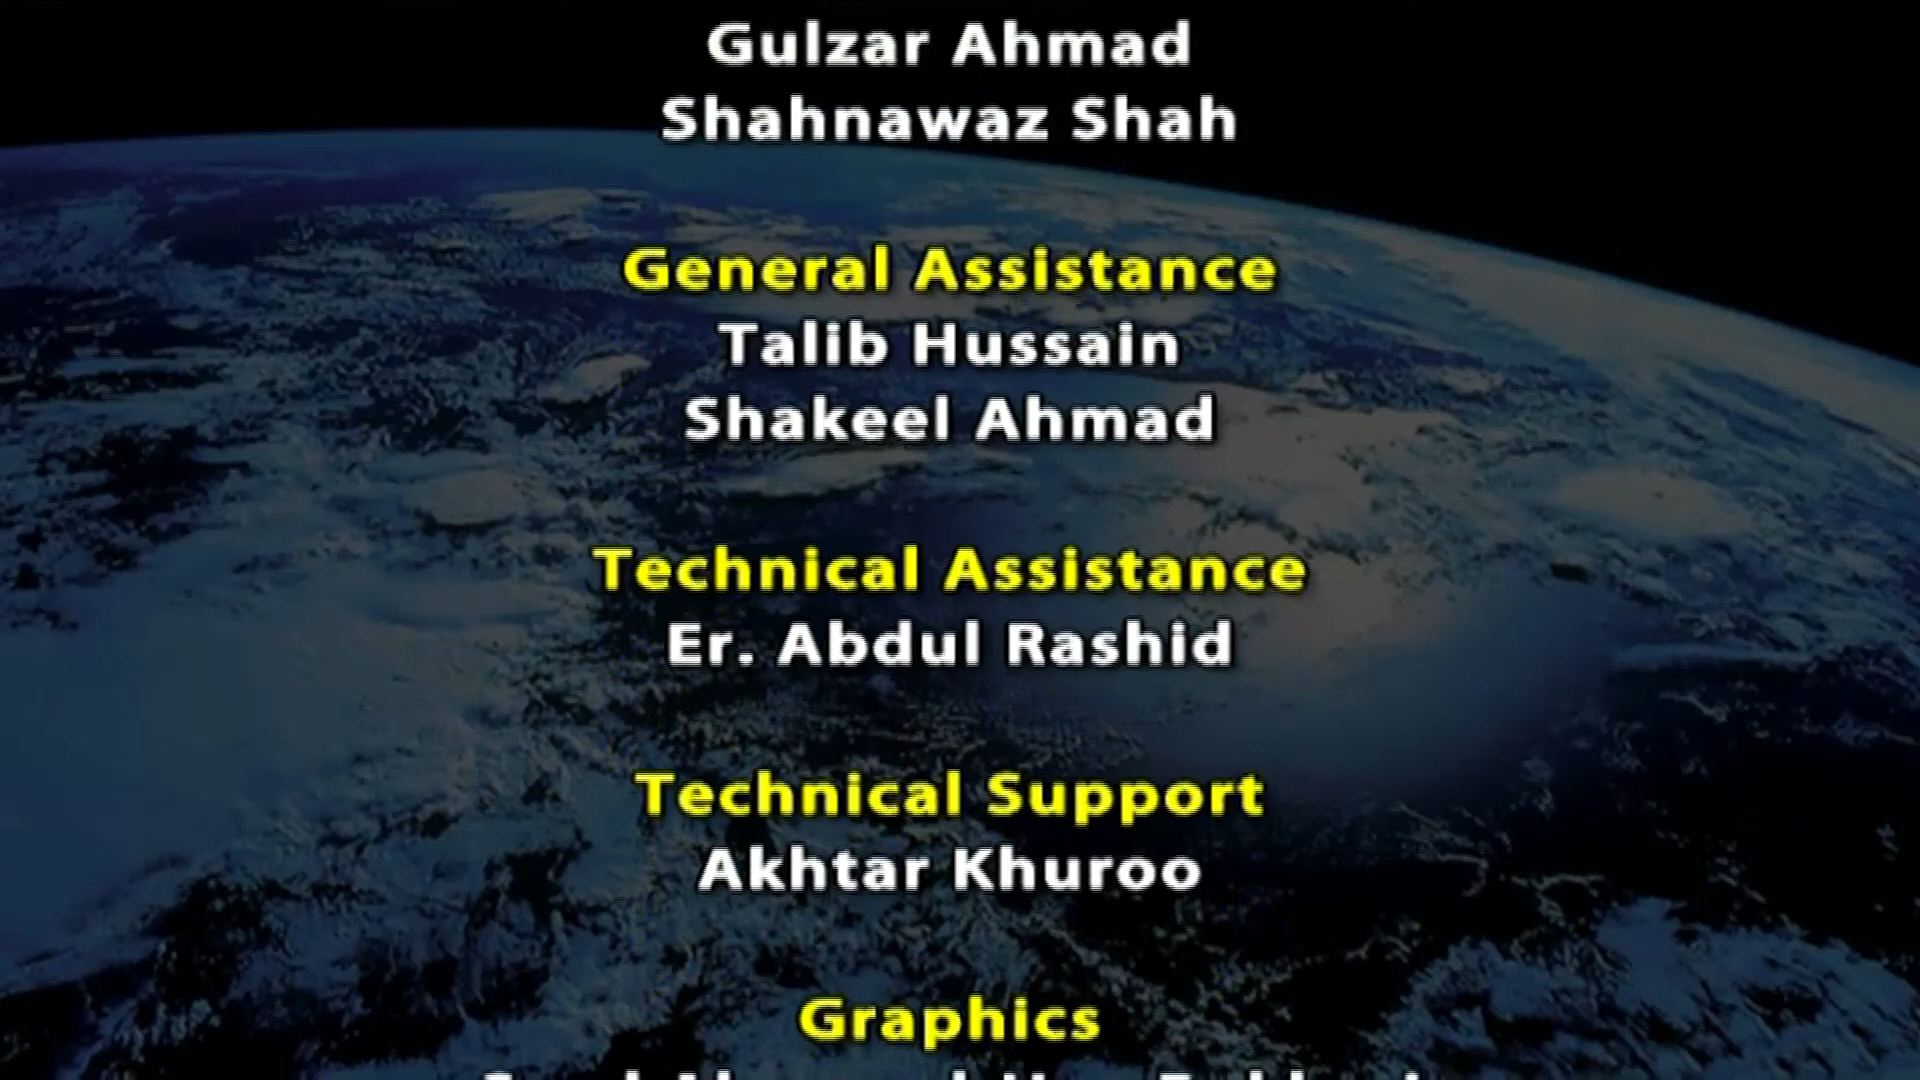 Gulzar Ahmad
Shahnawaz Shah
General Assistance
Talib Hussain
Shakeel Ahmad
Technical Assistance
Er. Abdul Rashid
Technical Support
Akhtar Khuroo
Graphics